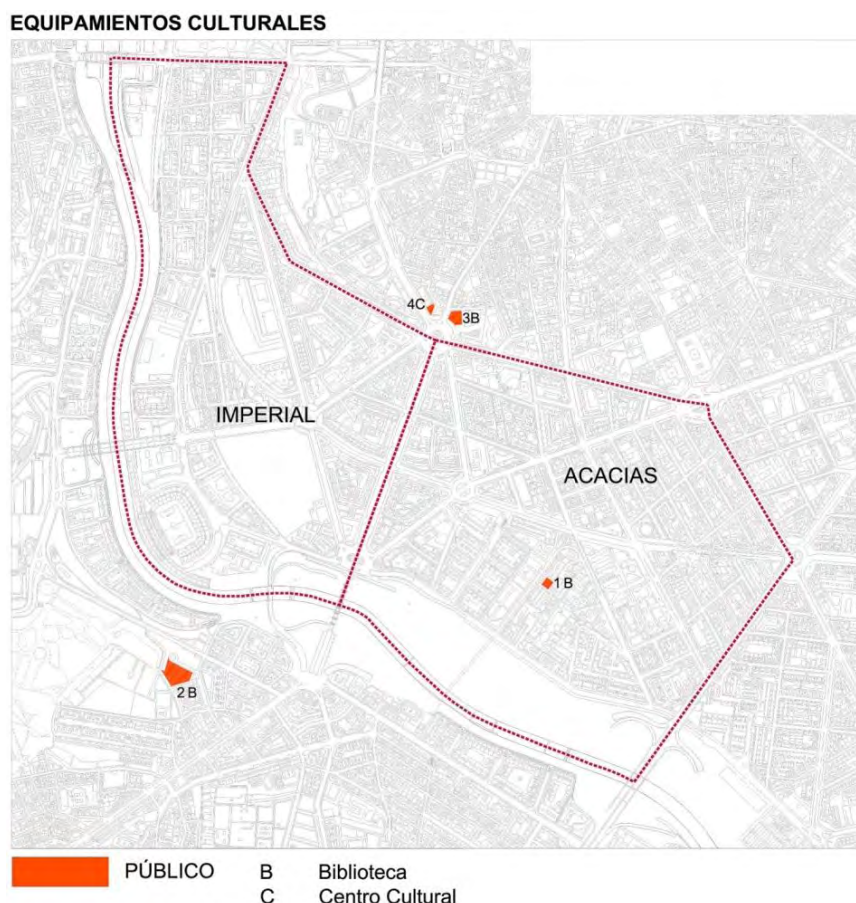 EQUIPAMIENTOS CULTURALES
4C
3B
IMPERIAL
ACACIAS
1 B
2 B
PÚBLICO B Biblioteca
C Centro Cultural